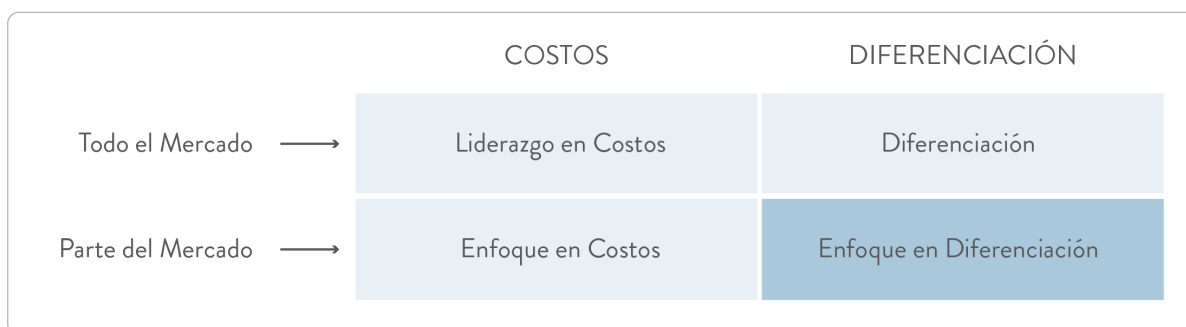 COSTOS DIFERENCIACIÓN
Todo el Mercado Liderazgo en Costos Diferenciación
Parte del Mercado Enfoque en Costos Enfoque en Diferenciación